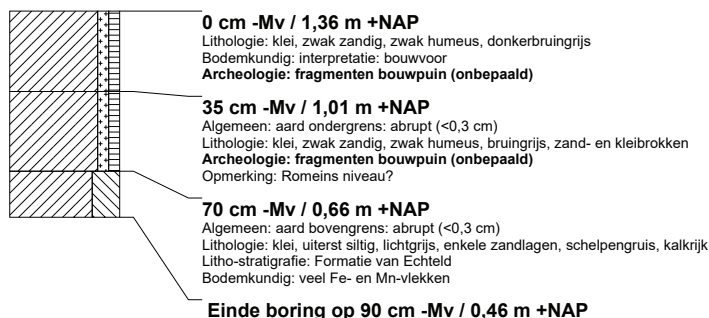 0 cm -Mv / 1,36 m +NAP
Lithologie: klei, zwak zandig, zwak humeus, donkerbruingrijs
Bodemkundig: interpretatie: bouwvoor
Archeologie: fragmenten bouwpuin (onbepaald)
35 cm -Mv / 1,01 m +NAP
Algemeen: aard ondergrens: abrupt (<0,3 cm)
Lithologie: klei, zwak zandig, zwak humeus, bruingrijs, zand- en kleibrokken
Archeologie: fragmenten bouwpuin (onbepaald)
Opmerking: Romeins niveau?
70 cm -Mv / 0,66 m +NAP
Algemeen: aard bovengrens: abrupt (<0,3 cm)
Lithologie: klei, uiterst siltig, lichtgrijs, enkele zandlagen, schelpengruis, kalkrijk
Litho-stratigrafie: Formatie van Echteld
Bodemkundig: veel Fe- en Mn-vlekken
Einde boring op 90 cm -Mv / 0,46 m +NAP